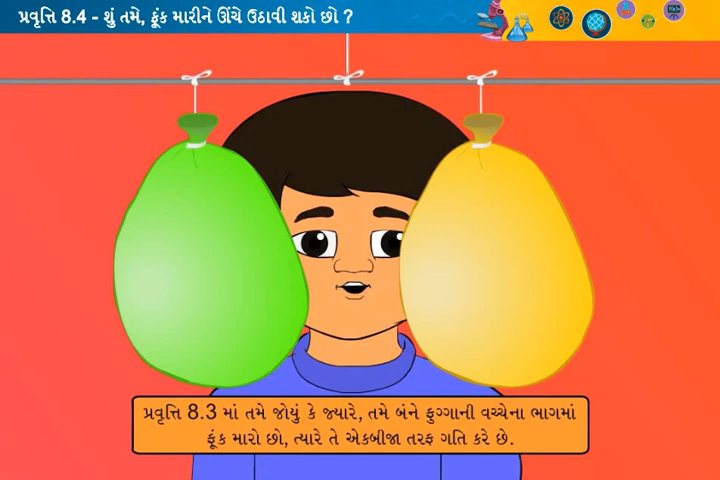 પ્રવૃત્તિ 8.4 - શું તમે, ફૂંક મારીને ઊંચે ઉઠાવી શકો છો ?
પ્રવૃત્તિ 8.3 માં તમે જોયું કે જ્યારે, તમે બંને ફુગ્ગાની વચ્ચેના ભાગમાં
ફૂંક મારો છો, ત્યારે તે એકબીજા તરફ ગતિ કરે છે.